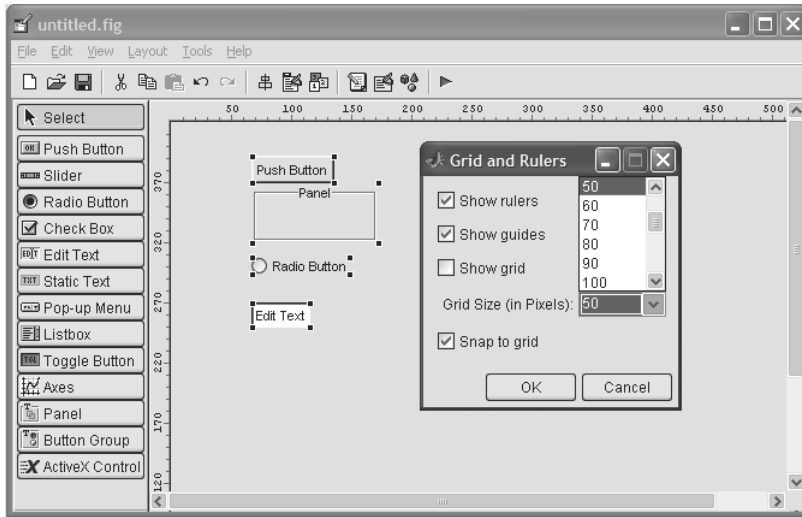 untitled.fig
File Edit View Layout Tools Help
50 100 150 200 250 300 350 400 450 500
Select
OK Push Button
Slider
Radio Button
Check Box
EDIT Edit Text
TXT Static Text
Pop-up Menu
Listbox
TGL Toggle Button
Axes
Panel
Button Group
ActiveX Control
370
320
270
220
170
120
Push Button
Panel
Radio Button
Edit Text
Grid and Rulers
Show rulers
Show guides
Show grid
50
60
70
80
90
100
Grid Size (in Pixels): 50
Snap to grid
OK Cancel